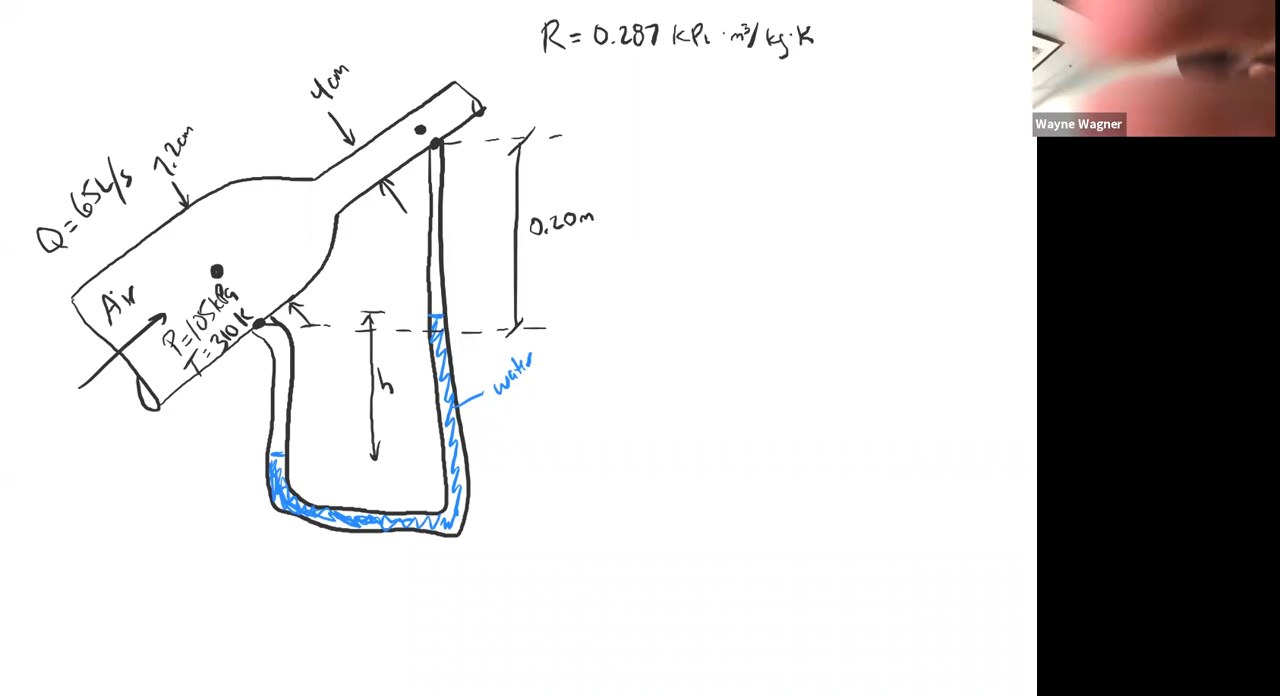 R = 0.287 kPa · m³/kg·K
4cm
7.2cm
Q = 65 L/s
Air
P = 105 kPa
T = 310 K
0.20m
h
water
Wayne Wagner